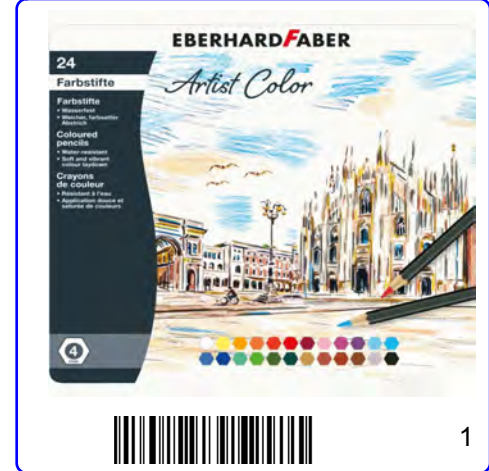 EBERHARDFABER
Artist Color
24
Farbstifte
Farbstifte
• Wasserfest
• Weicher, farbsatter
Abstrich
Coloured
pencils
• Water-resistant
• Soft and vibrant
colour laydown
Crayons
de couleur
• Résistant à l'eau
• Application douce et
saturée de couleurs
4
1